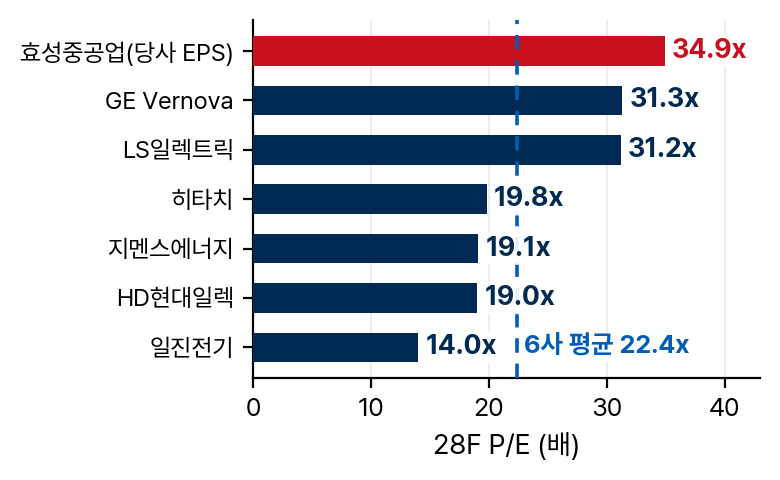 효성중공업(당사 EPS) 34.9x
GE Vernova 31.3x
LS일렉트릭 31.2x
히타치 19.8x
지멘스에너지 19.1x
HD현대일렉 19.0x
일진전기 14.0x 6사 평균 22.4x
0 10 20 30 40
28F P/E (배)